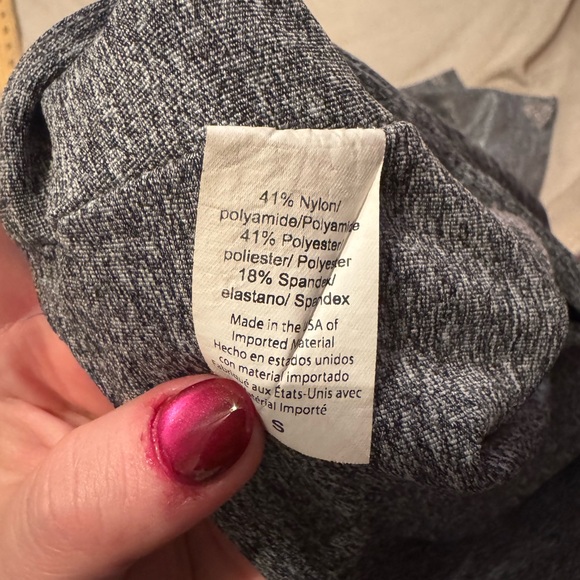 41% Nylon/
polyamide/Polyamide
41% Polyester
poliester/ Polyester
18% Spandex/
elastano/ Spandex
Made in the USA of
Imported Material
Hecho en estados unidos
con material importado
aux États-Unis avec
Importé
S